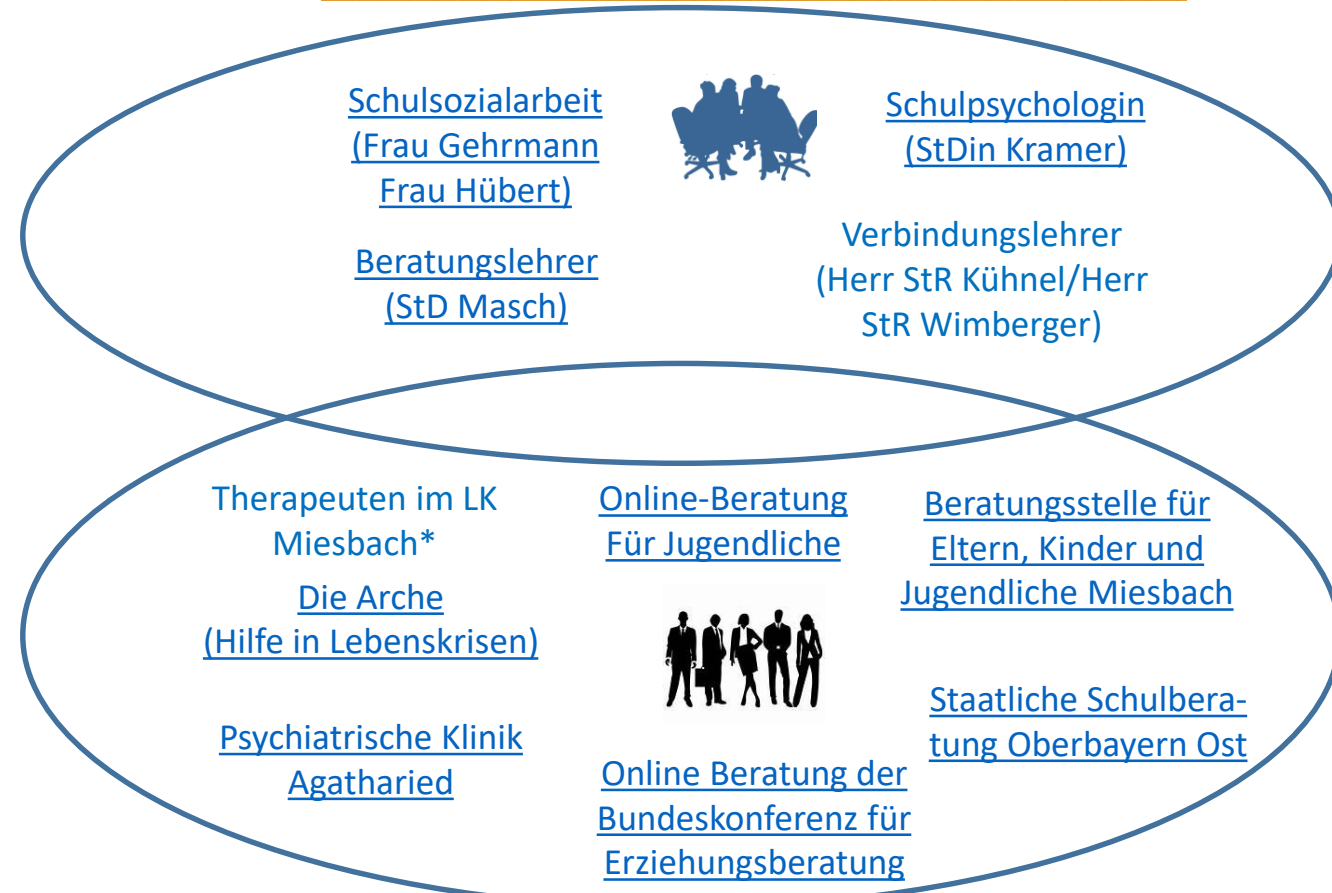 Schulsozialarbeit
(Frau Gehrmann
Frau Hübert)
Schulpsychologin
(StDin Kramer)
Beratungslehrer
(StD Masch)
Verbindungslehrer
(Herr StR Kühnel/Herr
StR Wimberger)
Therapeuten im LK
Miesbach*
Online-Beratung
Für Jugendliche
Beratungsstelle für
Eltern, Kinder und
Jugendliche Miesbach
Die Arche
(Hilfe in Lebenskrisen)
Psychiatrische Klinik
Agatharied
Online Beratung der
Bundeskonferenz für
Erziehungsberatung
Staatliche Schulbera-
tung Oberbayern Ost